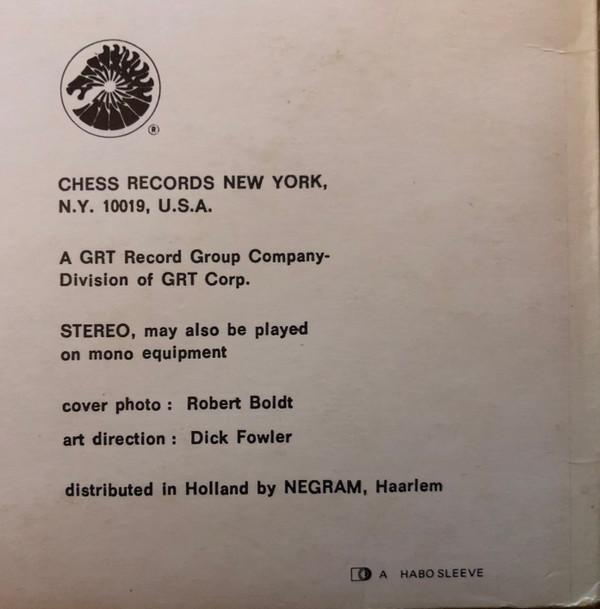 ®
CHESS RECORDS NEW YORK,
N.Y. 10019, U.S.A.
A GRT Record Group Company-
Division of GRT Corp.
STEREO, may also be played
on mono equipment
cover photo : Robert Boldt
art direction : Dick Fowler
distributed in Holland by NEGRAM, Haarlem
A HABO SLEEVE